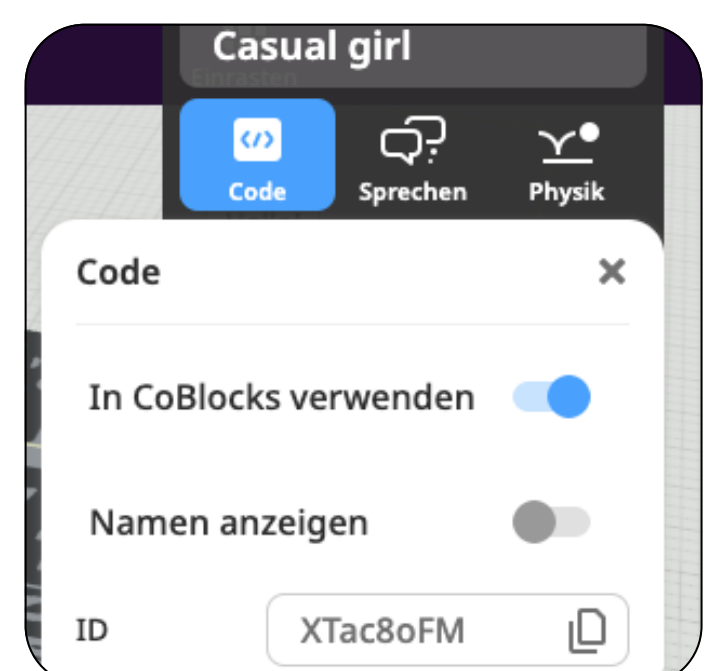 Casual girl
Einrasten
Code
Sprechen
Physik
Code
In CoBlocks verwenden
Namen anzeigen
ID
XTac8oFM